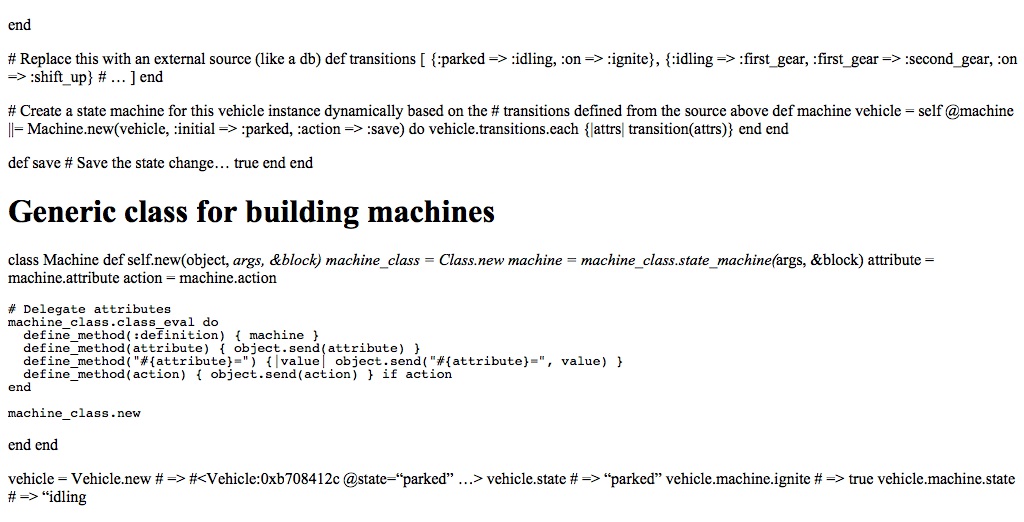 end
# Replace this with an external source (like a db) def transitions [ {:parked => :idling, :on => :ignite}, {:idling => :first_gear, :first_gear => :second_gear, :on
=> :shift_up} # … ] end
# Create a state machine for this vehicle instance dynamically based on the # transitions defined from the source above def machine vehicle = self @machine
||= Machine.new(vehicle, :initial => :parked, :action => :save) do vehicle.transitions.each {|attrs| transition(attrs)} end end
def save # Save the state change… true end end
Generic class for building machines
class Machine def self.new(object, args, &block) machine_class = Class.new machine = machine_class.state_machine(args, &block) attribute =
machine.attribute action = machine.action
# Delegate attributes
machine_class.class_eval do
  define_method(:definition) { machine }
  define_method(attribute) { object.send(attribute) }
  define_method("#{attribute}=") {|value| object.send("#{attribute}=", value) }
  define_method(action) { object.send(action) } if action
end
machine_class.new
end end
vehicle = Vehicle.new # => #<Vehicle:0xb708412c @state=“parked” …> vehicle.state # => “parked” vehicle.machine.ignite # => true vehicle.machine.state
# => “idling